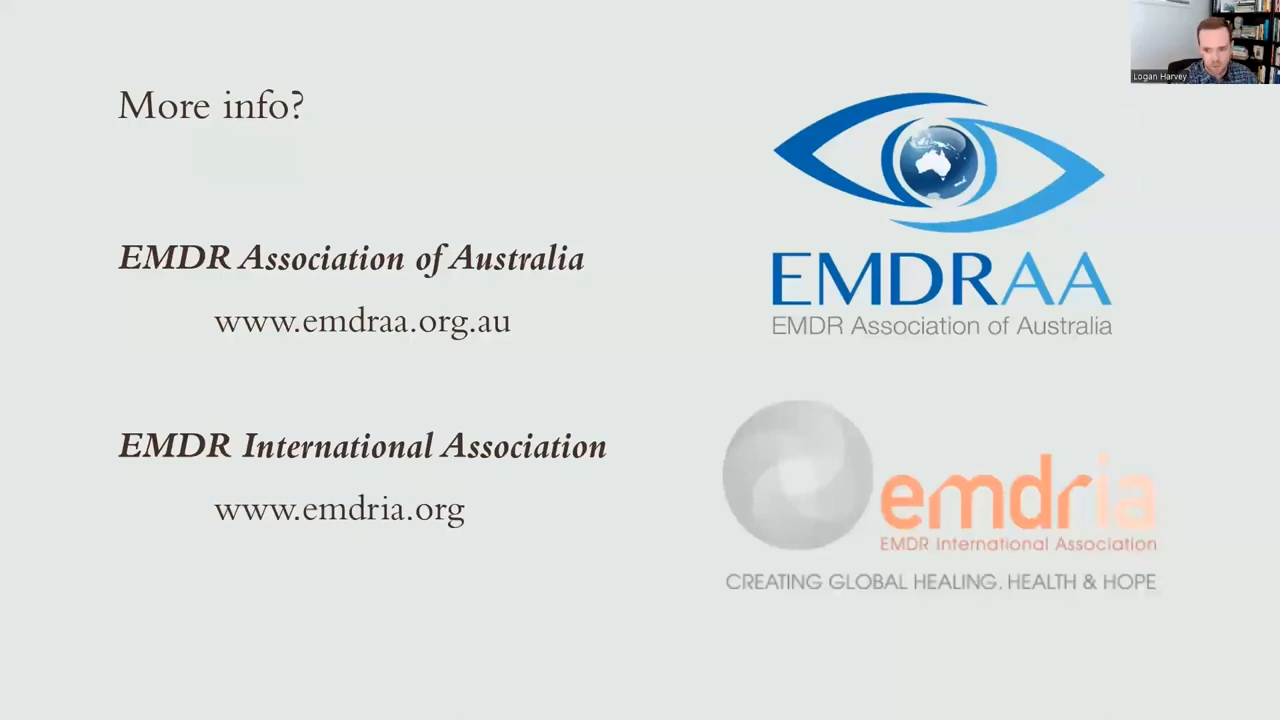 Logan Harvey
More info?
EMDR Association of Australia
www.emdraa.org.au
EMDR International Association
www.emdria.org
EMDRAA
EMDR Association of Australia
emdria
EMDR International Association
CREATING GLOBAL HEALING, HEALTH & HOPE